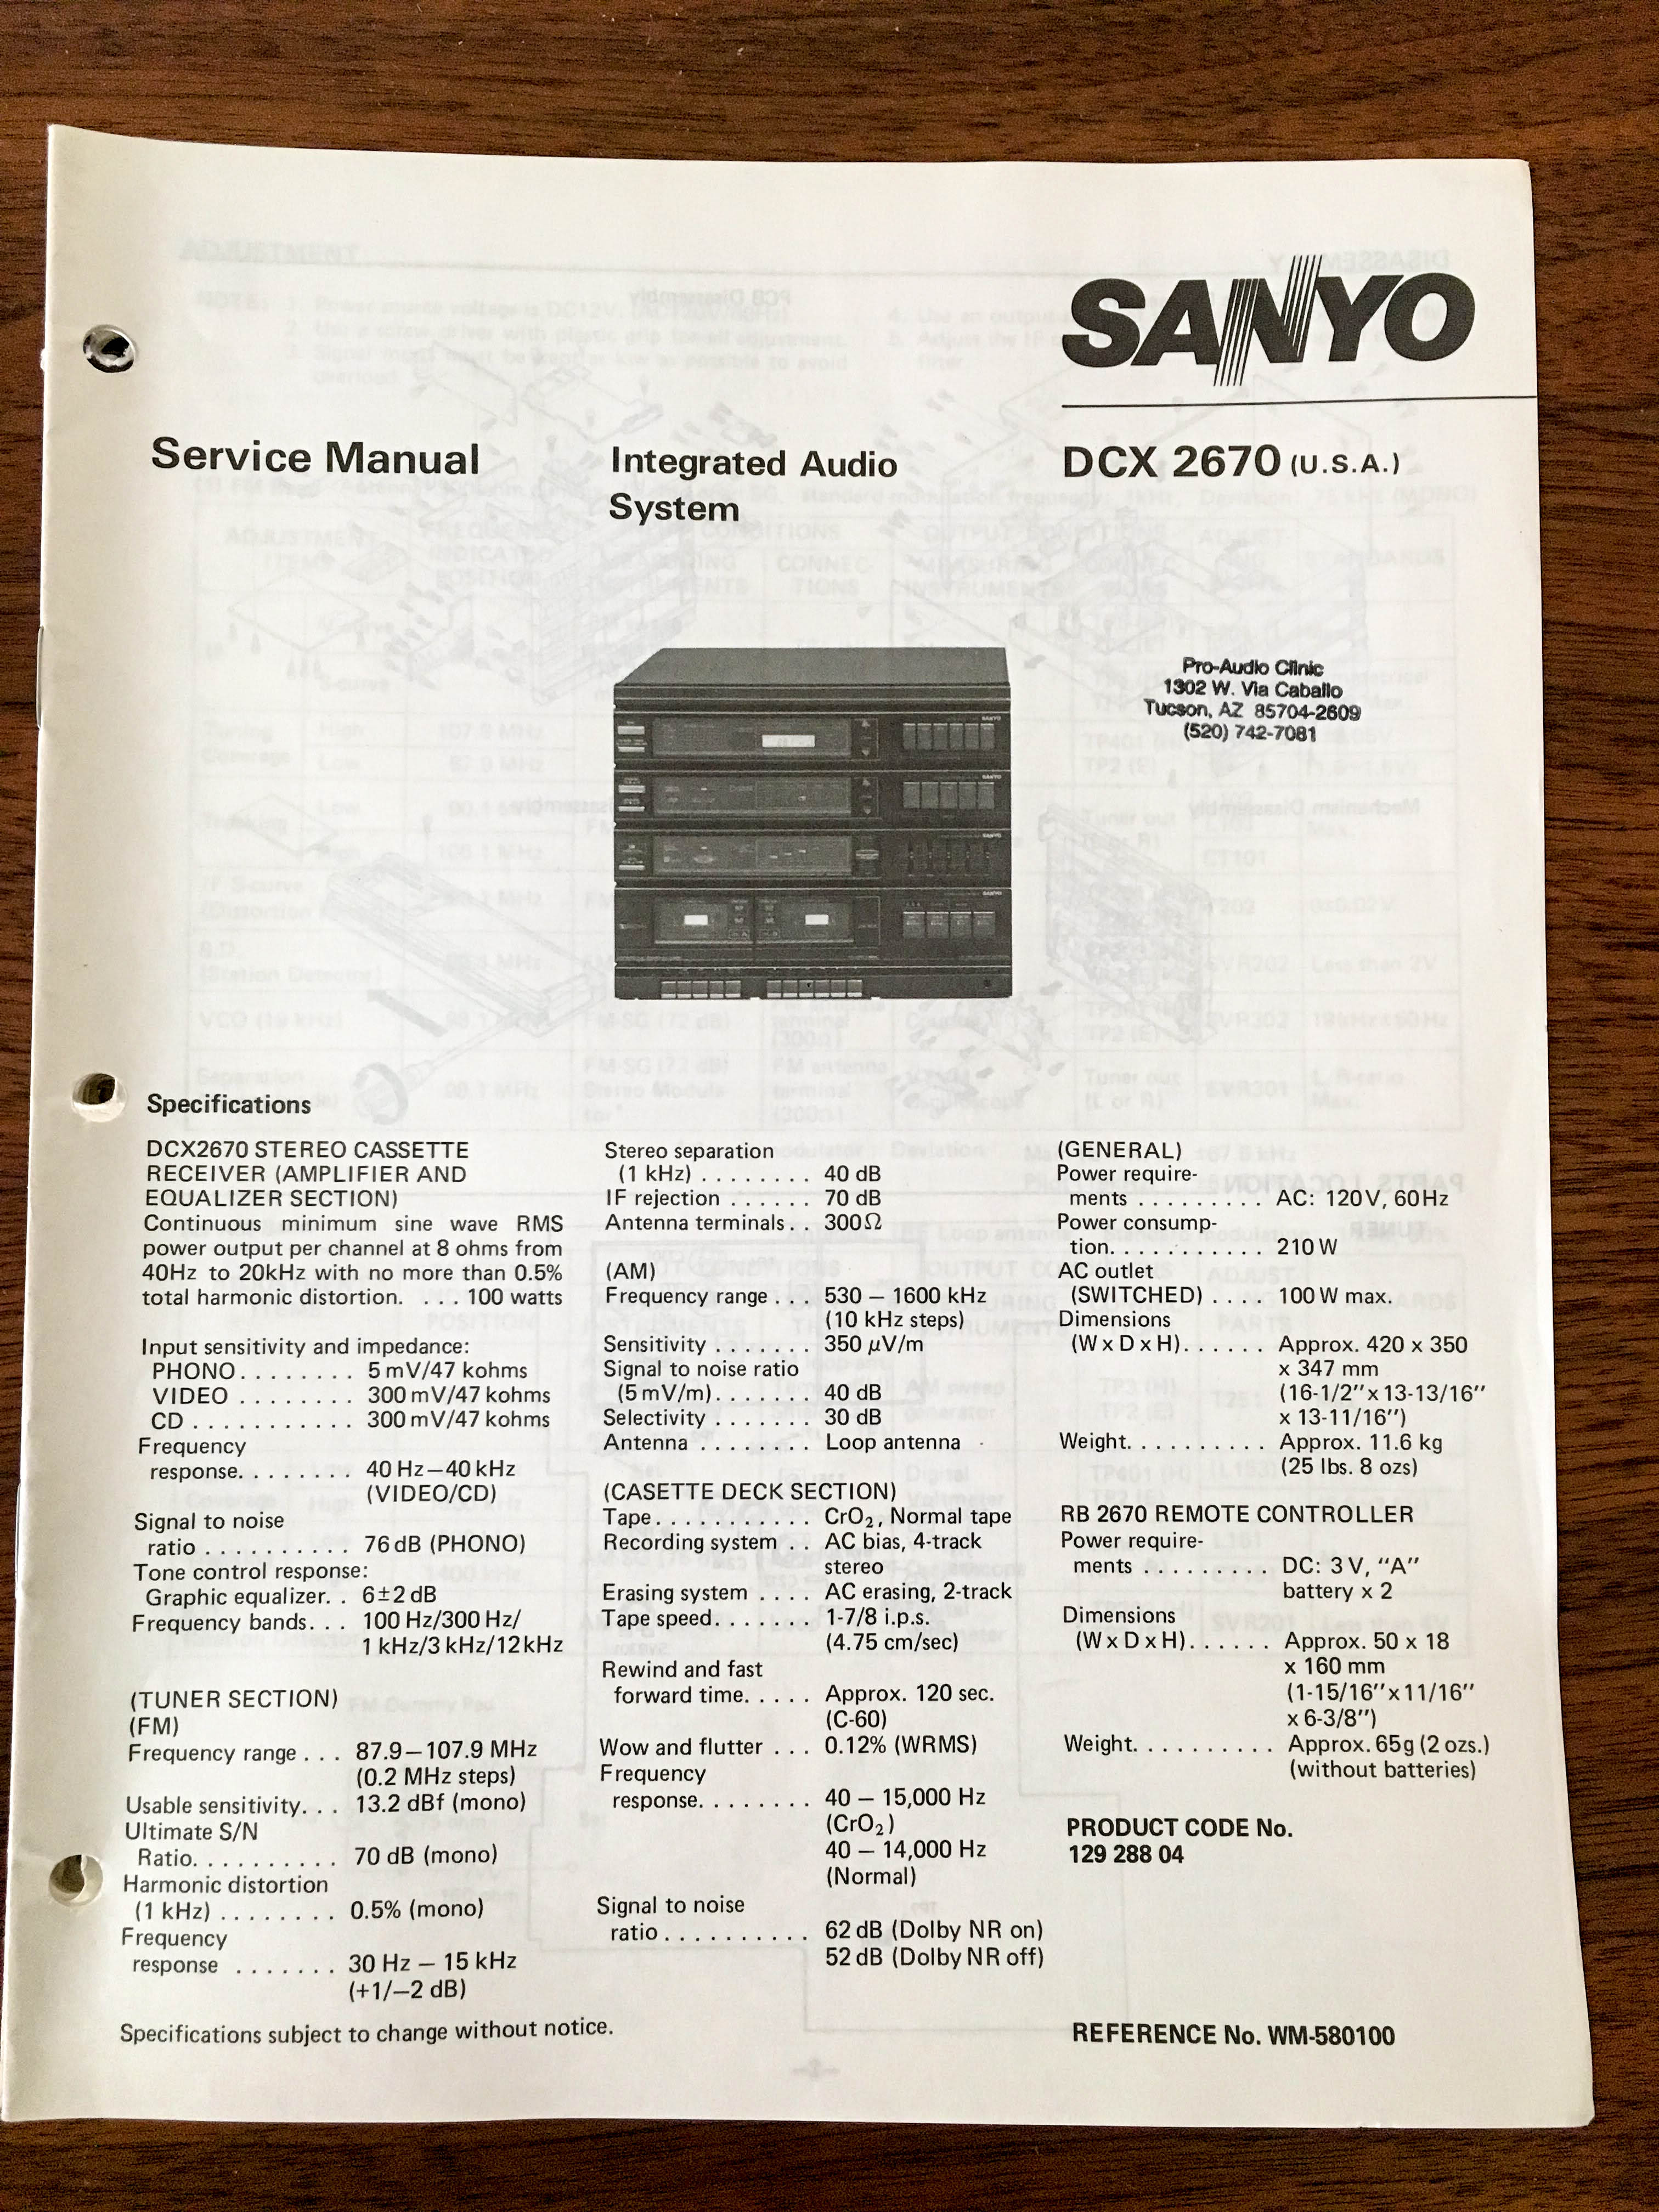 SANYO
Service Manual
Integrated Audio
System
DCX 2670 (U.S.A.)
Pro-Audio Clinic
1302 W. Via Caballo
Tucson, AZ 85704-2609
(520) 742-7081
SANYO
SANYO
SANYO
SANYO
Specifications
DCX2670 STEREO CASSETTE
RECEIVER (AMPLIFIER AND
EQUALIZER SECTION)
Continuous minimum sine wave RMS
power output per channel at 8 ohms from
40Hz to 20kHz with no more than 0.5%
total harmonic distortion. . . . 100 watts
Input sensitivity and impedance:
PHONO . . . . . . . . 5 mV/47 kohms
VIDEO . . . . . . . . 300 mV/47 kohms
CD . . . . . . . . . . . 300 mV/47 kohms
Frequency
response. . . . . . . . 40 Hz–40 kHz
(VIDEO/CD)
Signal to noise
ratio . . . . . . . . . . 76 dB (PHONO)
Tone control response:
Graphic equalizer. . 6±2 dB
Frequency bands. . . 100 Hz/300 Hz/
1 kHz/3 kHz/12kHz
(TUNER SECTION)
(FM)
Frequency range . . . 87.9–107.9 MHz
(0.2 MHz steps)
Usable sensitivity. . . 13.2 dBf (mono)
Ultimate S/N
Ratio. . . . . . . . . . 70 dB (mono)
Harmonic distortion
(1 kHz) . . . . . . . . 0.5% (mono)
Frequency
response . . . . . . . 30 Hz – 15 kHz
(+1/–2 dB)
Specifications subject to change without notice.
Stereo separation
(1 kHz) . . . . . . . . 40 dB
IF rejection . . . . . . 70 dB
Antenna terminals . . 300Ω
(AM)
Frequency range . . . 530 – 1600 kHz
(10 kHz steps)
Sensitivity . . . . . . . 350 μV/m
Signal to noise ratio
(5 mV/m). . . . . . . 40 dB
Selectivity . . . . . . . 30 dB
Antenna . . . . . . . . Loop antenna
(CASETTE DECK SECTION)
Tape. . . . . . . . . . . CrO₂, Normal tape
Recording system . . AC bias, 4-track
stereo
Erasing system . . . . AC erasing, 2-track
Tape speed. . . . . . . 1-7/8 i.p.s.
(4.75 cm/sec)
Rewind and fast
forward time. . . . . Approx. 120 sec.
(C-60)
Wow and flutter . . . 0.12% (WRMS)
Frequency
response. . . . . . . . 40 – 15,000 Hz
(CrO₂)
40 – 14,000 Hz
(Normal)
Signal to noise
ratio . . . . . . . . . . 62 dB (Dolby NR on)
52 dB (Dolby NR off)
(GENERAL)
Power require-
ments . . . . . . . . . AC: 120V, 60Hz
Power consump-
tion. . . . . . . . . . . 210 W
AC outlet
(SWITCHED) . . . . 100 W max.
Dimensions
(W x D x H). . . . . . Approx. 420 x 350
x 347 mm
(16-1/2" x 13-13/16"
x 13-11/16")
Weight. . . . . . . . . . Approx. 11.6 kg
(25 lbs. 8 ozs)
RB 2670 REMOTE CONTROLLER
Power require-
ments . . . . . . . . . DC: 3 V, "A"
battery x 2
Dimensions
(W x D x H). . . . . . Approx. 50 x 18
x 160 mm
(1-15/16" x 11/16"
x 6-3/8")
Weight. . . . . . . . . . Approx. 65g (2 ozs.)
(without batteries)
PRODUCT CODE No.
129 288 04
REFERENCE No. WM-580100